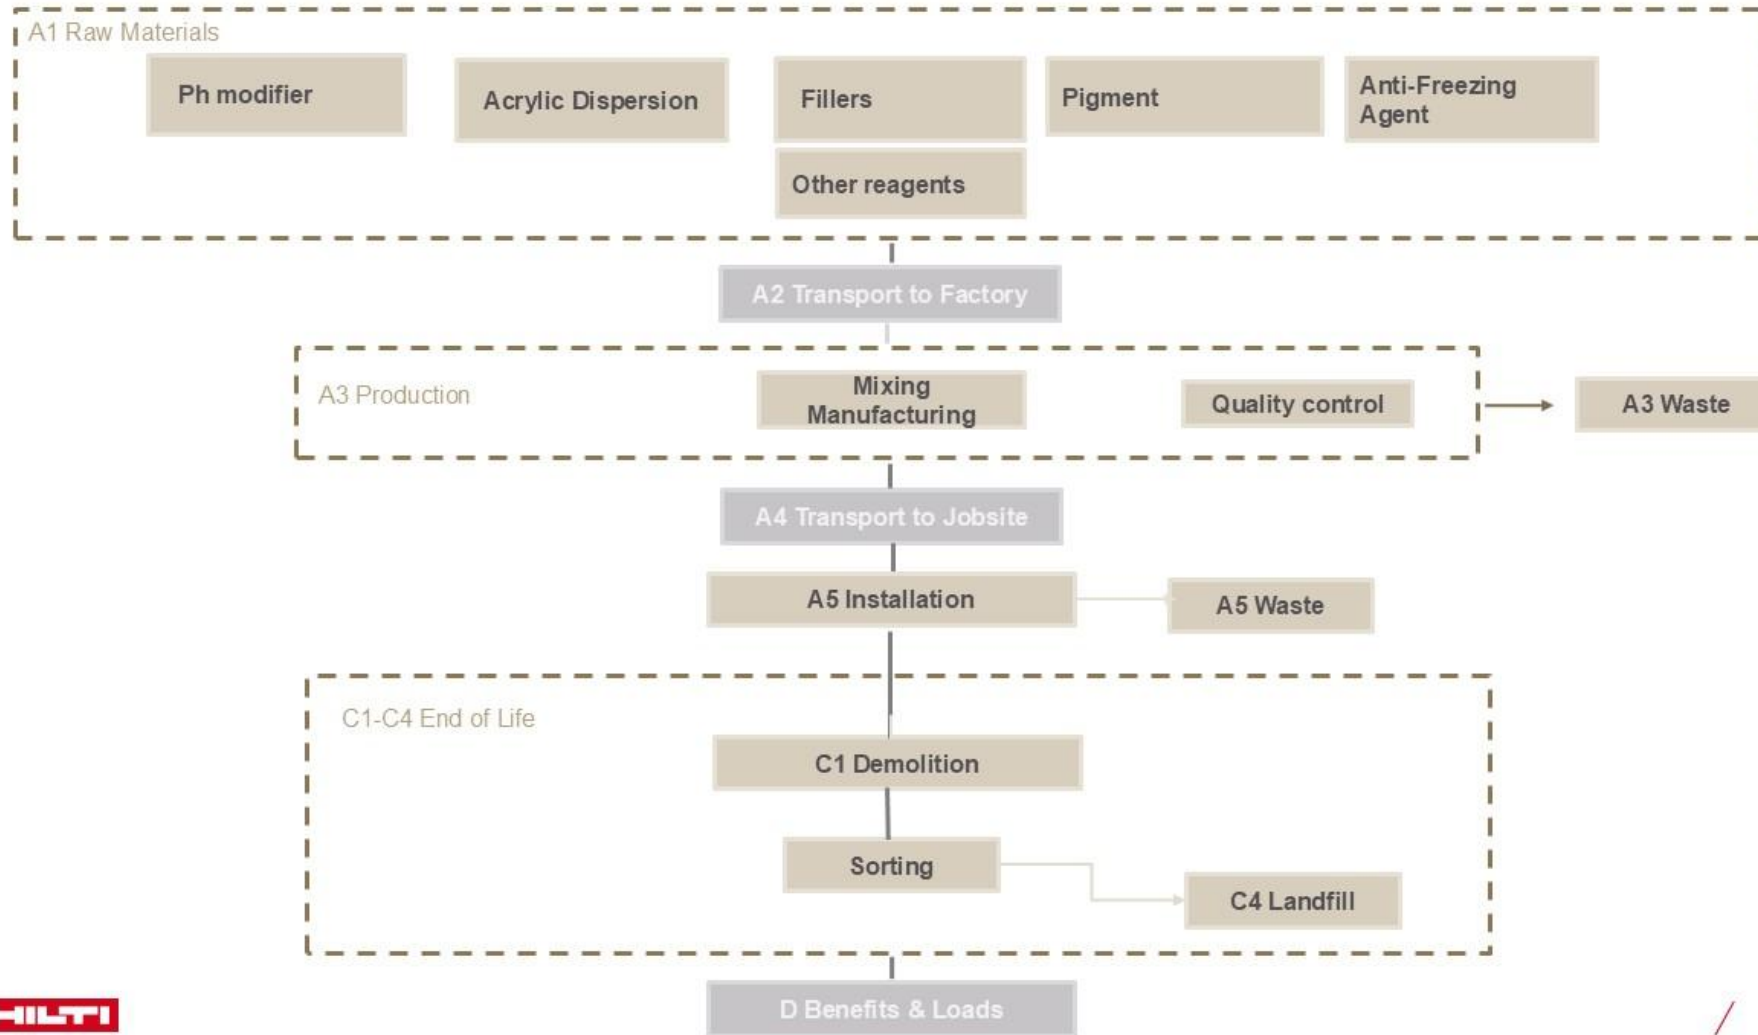 A1 Raw Materials
Ph modifier
Acrylic Dispersion
Fillers
Pigment
Anti-Freezing
Agent
Other reagents
A2 Transport to Factory
A3 Production
Mixing
Manufacturing
Quality control
A3 Waste
A4 Transport to Jobsite
A5 Installation
A5 Waste
C1-C4 End of Life
C1 Demolition
Sorting
C4 Landfill
D Benefits & Loads
HILTI